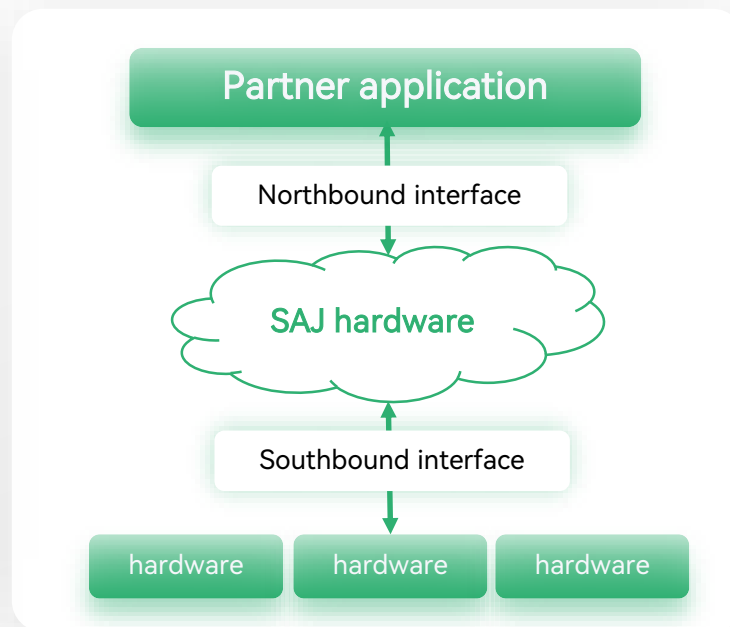 Partner application
Northbound interface
SAJ hardware
Southbound interface
hardware hardware hardware